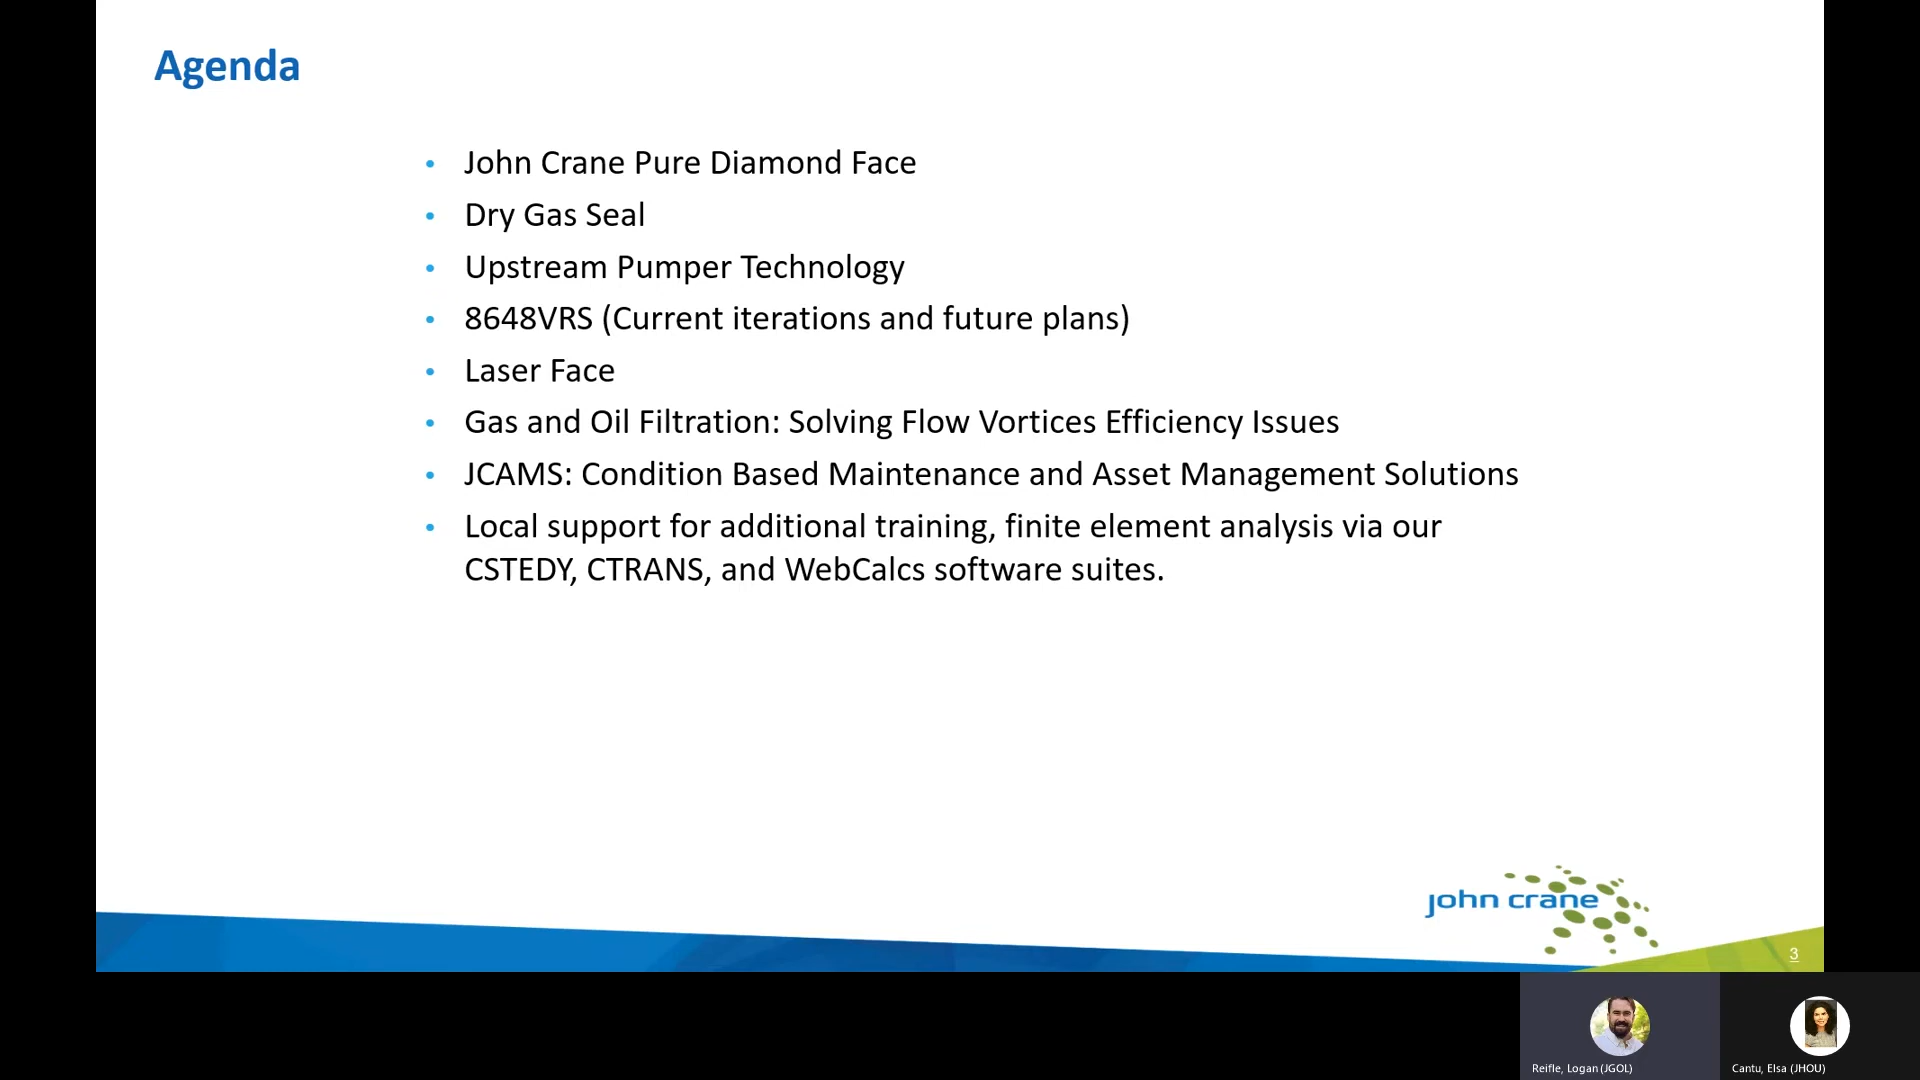 Agenda
• John Crane Pure Diamond Face
• Dry Gas Seal
• Upstream Pumper Technology
• 8648VRS (Current iterations and future plans)
• Laser Face
• Gas and Oil Filtration: Solving Flow Vortices Efficiency Issues
• JCAMS: Condition Based Maintenance and Asset Management Solutions
• Local support for additional training, finite element analysis via our
CSTEDY, CTRANS, and WebCalcs software suites.
john crane
3
Reifle, Logan (JGOL)
Cantu, Elsa (JHOU)